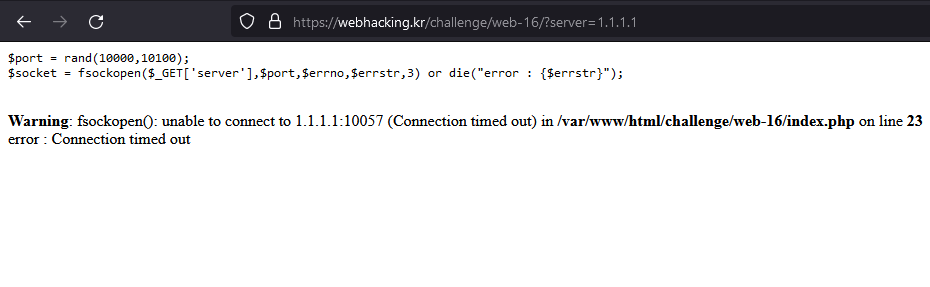 https://webhacking.kr/challenge/web-16/?server=1.1.1.1
$port = rand(10000,10100);
$socket = fsockopen($_GET['server'],$port,$errno,$errstr,3) or die("error : {$errstr}");
Warning: fsockopen(): unable to connect to 1.1.1.1:10057 (Connection timed out) in /var/www/html/challenge/web-16/index.php on line 23
error : Connection timed out